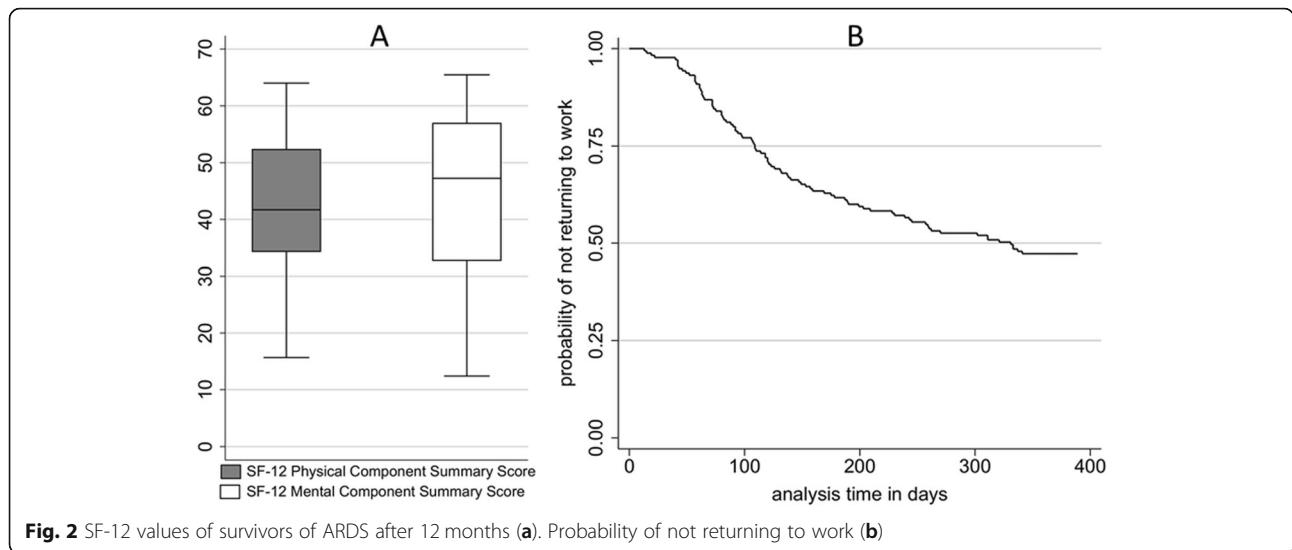 A
70
60
50
40
30
20
10
0
SF-12 Physical Component Summary Score
SF-12 Mental Component Summary Score
B
probability of not returning to work
1.00
0.75
0.50
0.25
0.00
0 100 200 300 400
analysis time in days
Fig. 2 SF-12 values of survivors of ARDS after 12 months (a). Probability of not returning to work (b)